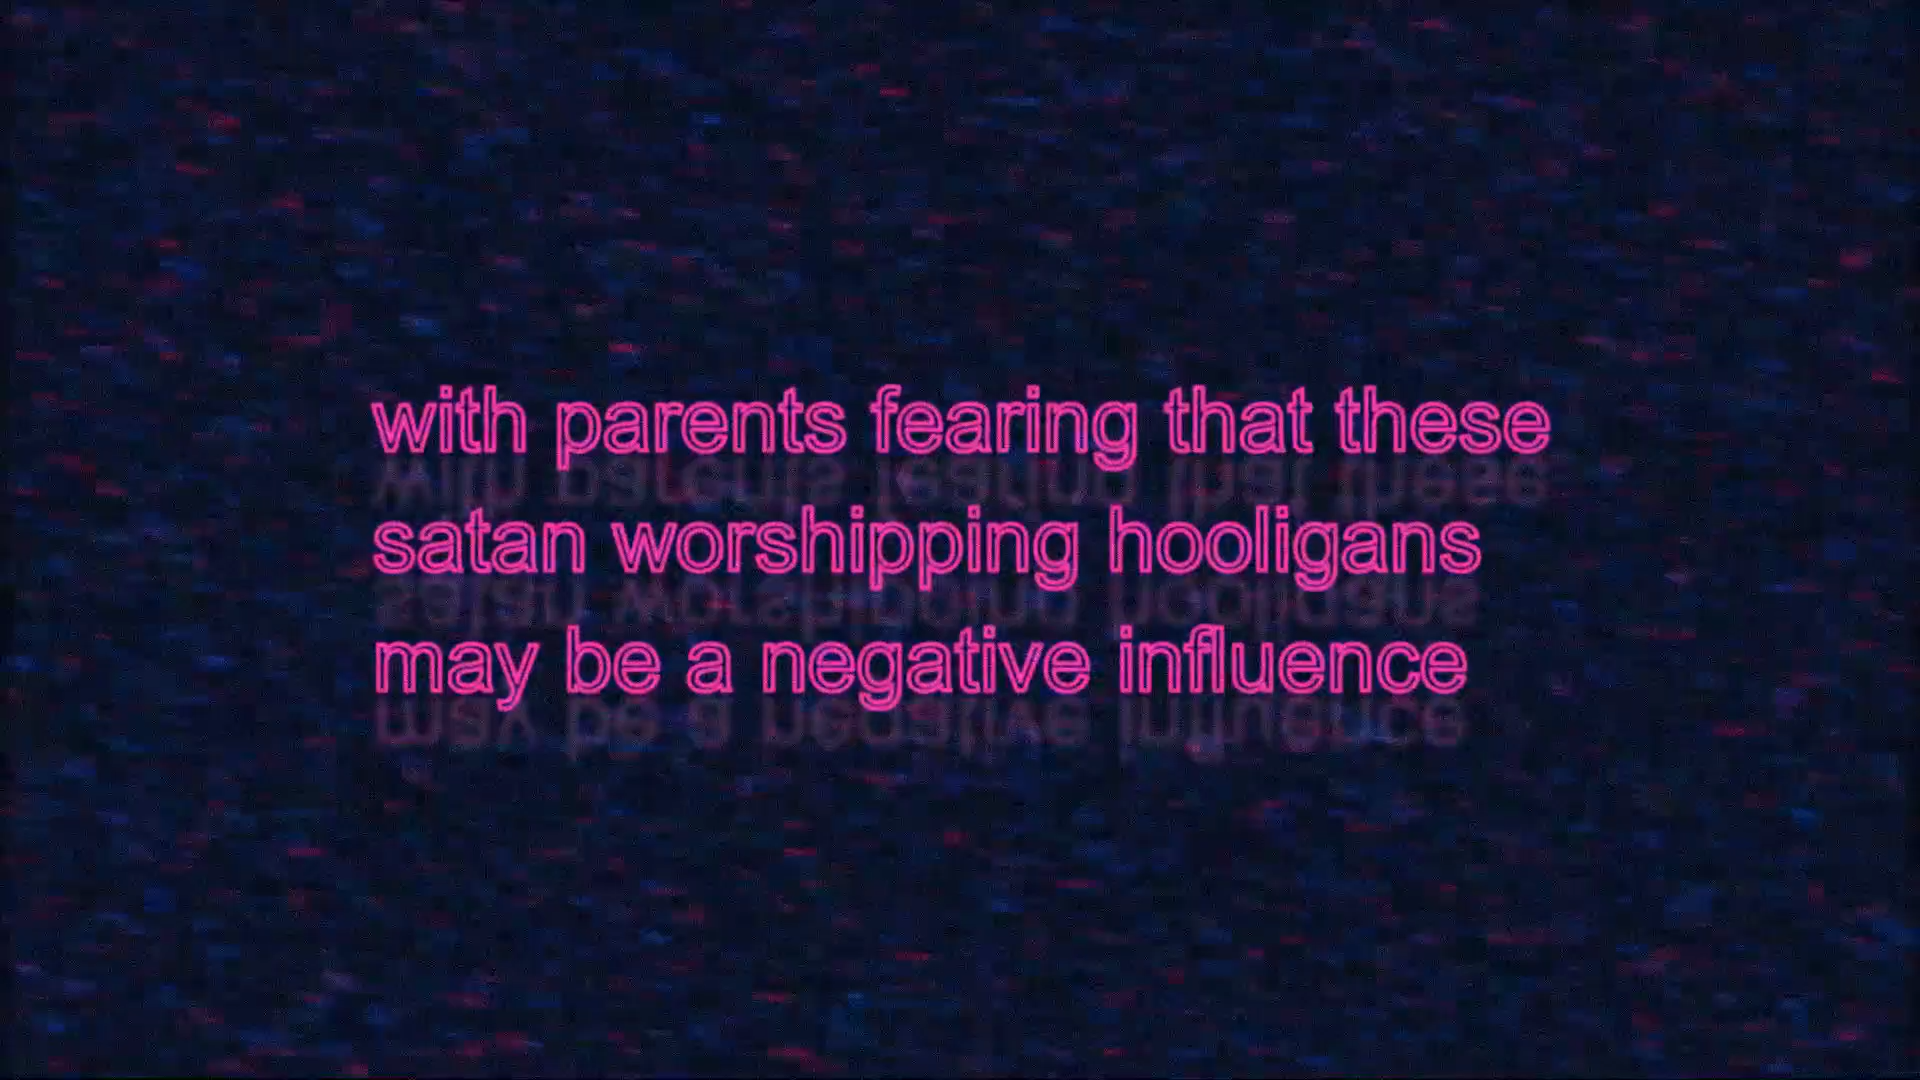 with parents fearing that these
satan worshipping hooligans
may be a negative influence